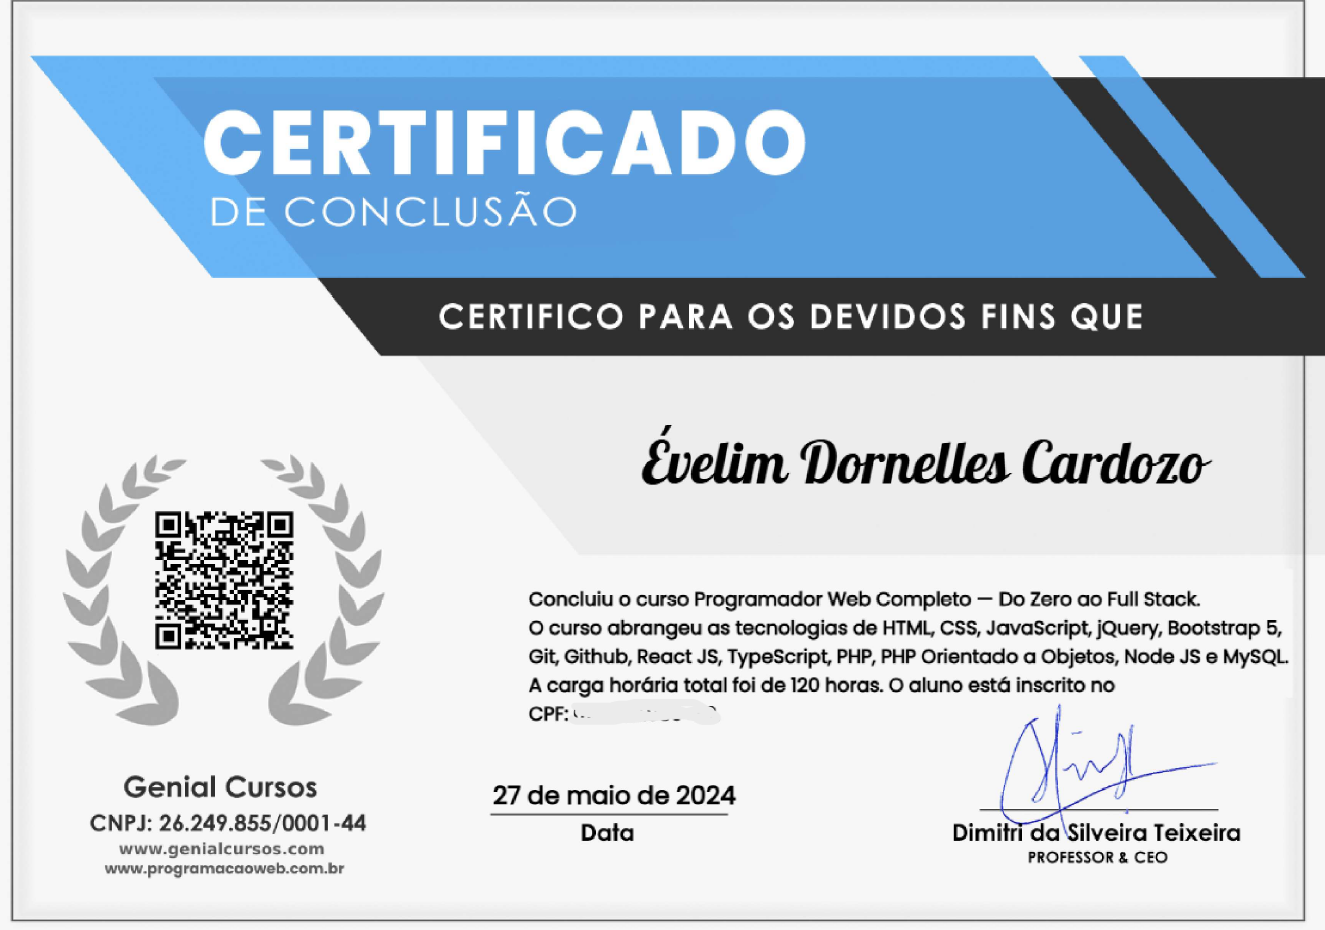 CERTIFICADO
DE CONCLUSÃO
CERTIFICO PARA OS DEVIDOS FINS QUE
Évelim Dornelles Cardozo
Concluiu o curso Programador Web Completo — Do Zero ao Full Stack.
O curso abrangeu as tecnologias de HTML, CSS, JavaScript, jQuery, Bootstrap 5,
Git, Github, React JS, TypeScript, PHP, PHP Orientado a Objetos, Node JS e MySQL.
A carga horária total foi de 120 horas. O aluno está inscrito no
CPF:
Genial Cursos
CNPJ: 26.249.855/0001-44
www.genialcursos.com
www.programacaoweb.com.br
27 de maio de 2024
Data
Dimitri da Silveira Teixeira
PROFESSOR & CEO